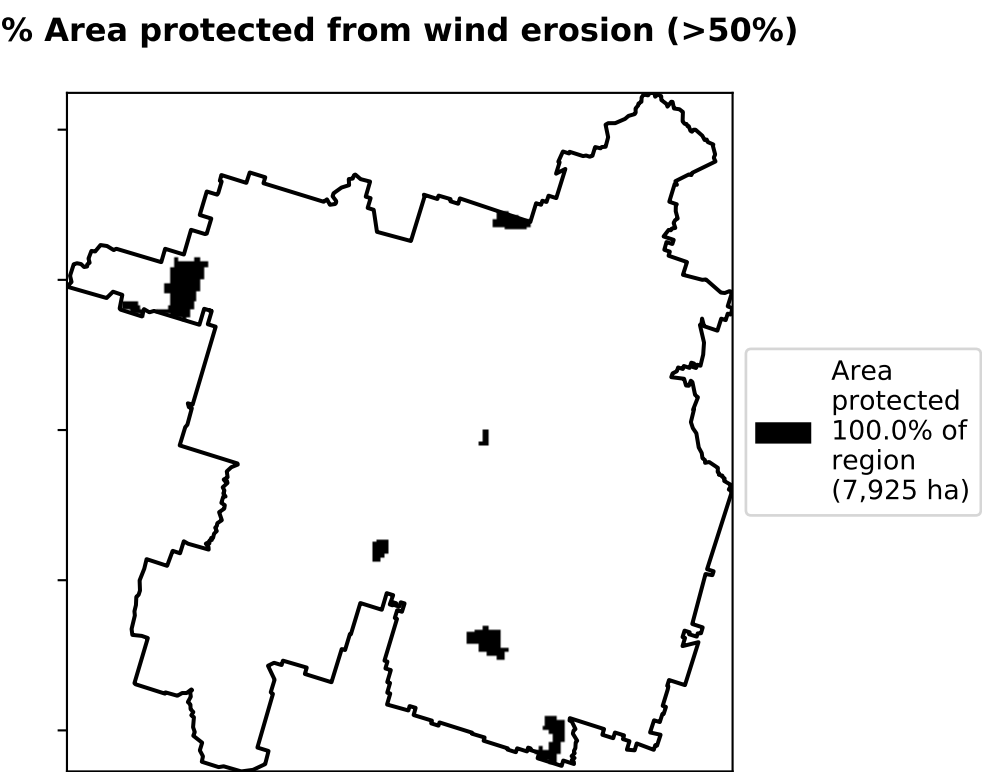 % Area protected from wind erosion (>50%)
Area
protected
100.0% of
region
(7,925 ha)